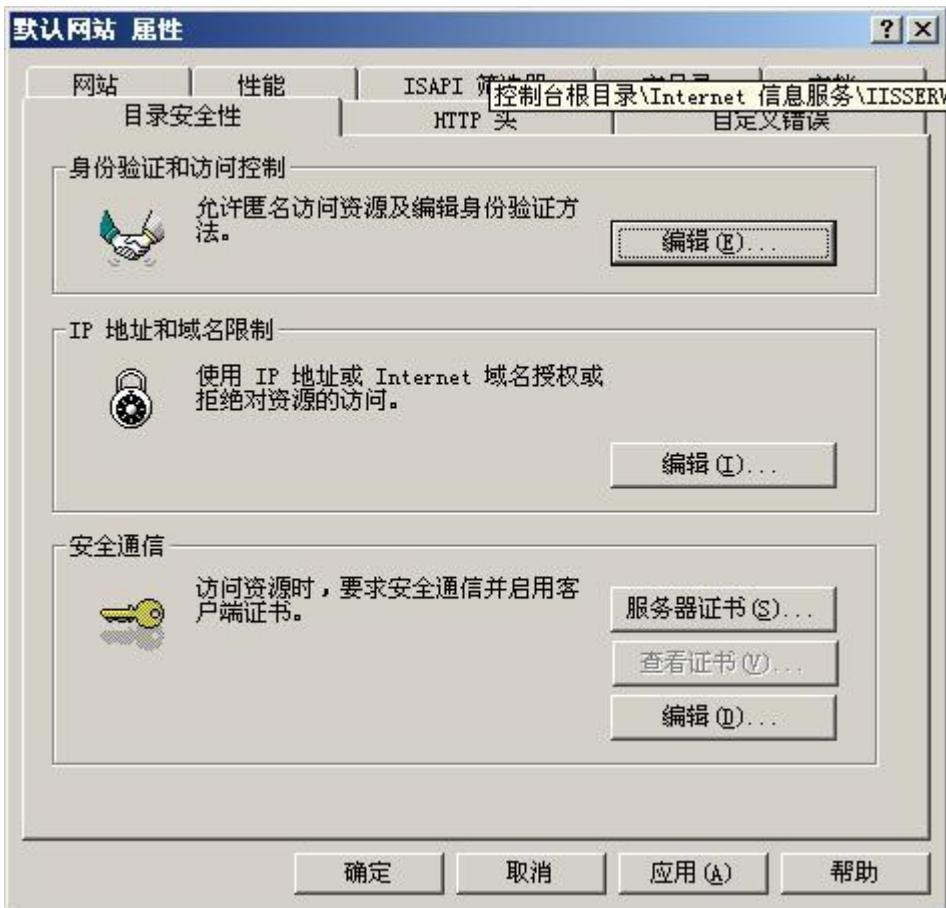 默认网站 属性
网站
性能
ISAPI
控制台根目录\Internet 信息服务\IISSERV
目录安全性
HTTP 头
自定义错误
身份验证和访问控制
允许匿名访问资源及编辑身份验证方
法。
编辑(E)...
IP 地址和域名限制
使用 IP 地址或 Internet 域名授权或
拒绝对资源的访问。
编辑(I)...
安全通信
访问资源时，要求安全通信并启用客
户端证书。
服务器证书(S)...
查看证书(V)...
编辑(D)...
确定
取消
应用(A)
帮助